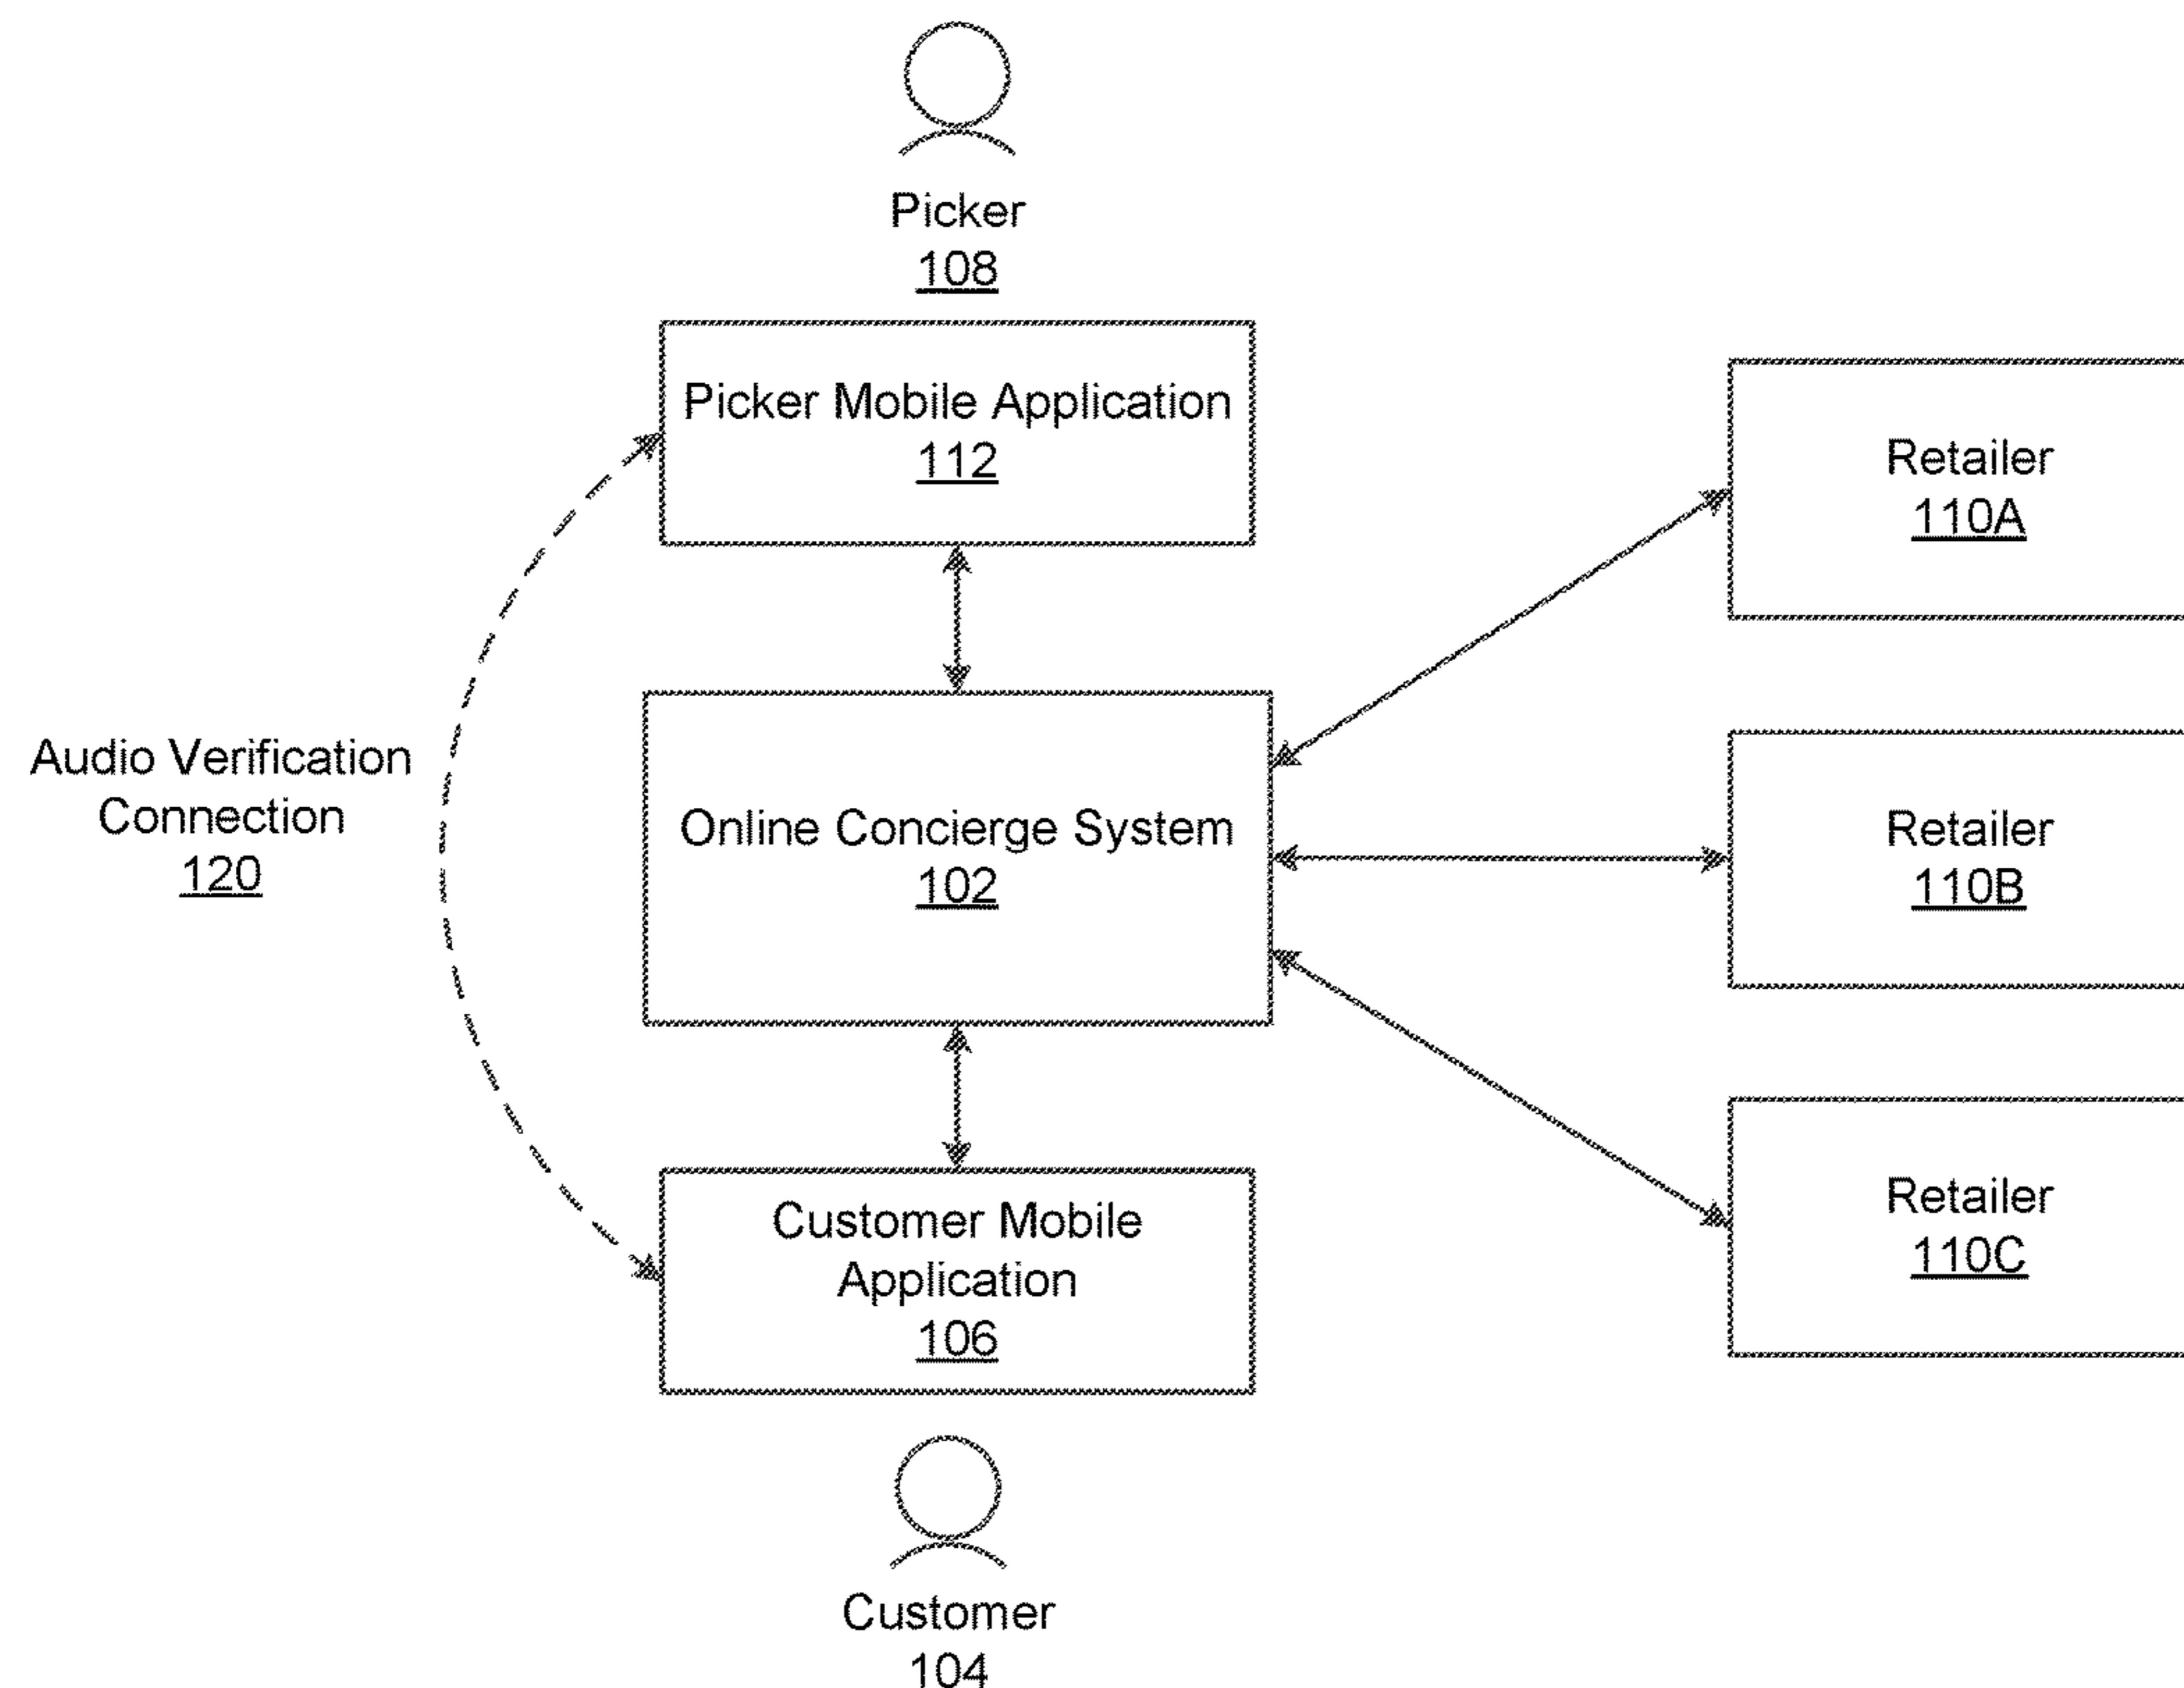 Picker
108
Picker Mobile Application
112
Retailer
110A
Audio Verification
Connection
120
Online Concierge System
102
Retailer
110B
Customer Mobile
Application
106
Retailer
110C
Customer
104